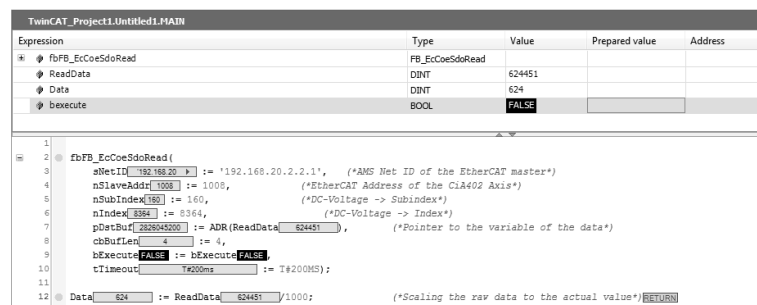 TwinCAT_Project1.Untitled1.MAIN
Expression Type Value Prepared value Address
fbFB_EcCoeSdoRead FB_EcCoeSdoRead
ReadData DINT 624451
Data DINT 624
bexecute BOOL FALSE
1
2 fbFB_EcCoeSdoRead(
3 sNetID '192.168.20 := '192.168.20.2.2.1', (*AMS Net ID of the EtherCAT master*)
4 nSlaveAddr 1008 := 1008, (*EtherCAT Address of the CiA402 Axis*)
5 nSubIndex 160 := 160, (*DC-Voltage -> Subindex*)
6 nIndex 8364 := 8364, (*DC-Voltage -> Index*)
7 pDstBuf 2826045200 := ADR(ReadData 624451 ), (*Pointer to the variable of the data*)
8 cbBufLen 4 := 4,
9 bExecute FALSE := bExecute FALSE ,
10 tTimeout T#200ms := T#200MS);
11
12 Data 624 := ReadData 624451 /1000; (*Scaling the raw data to the actual value*) RETURN